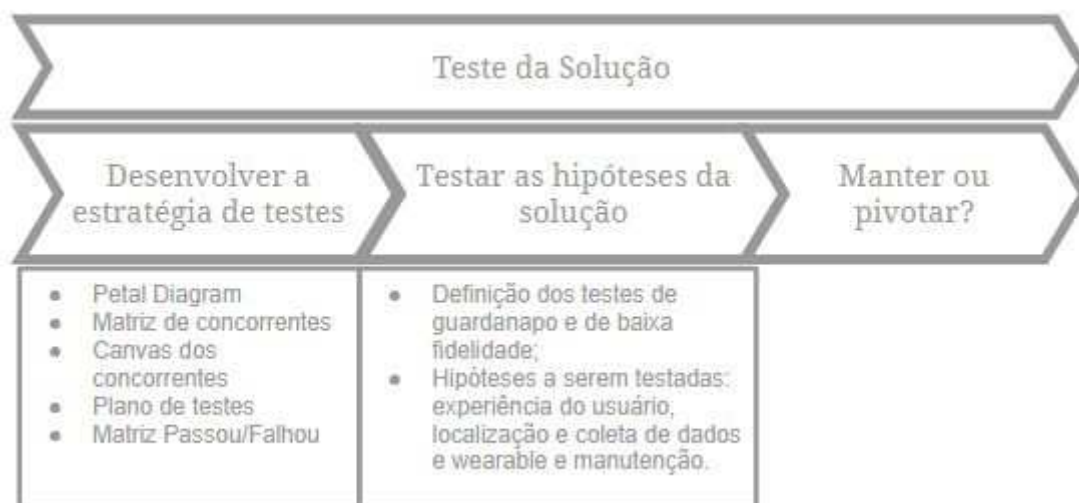 Teste da Solução
Desenvolver a
estratégia de testes
Testar as hipóteses da
solução
Manter ou
pivotar?
● Petal Diagram
● Matriz de concorrentes
● Canvas dos
concorrentes
● Plano de testes
● Matriz Passou/Falhou
● Definição dos testes de
guardanapo e de baixa
fidelidade;
● Hipóteses a serem testadas:
experiência do usuário,
localização e coleta de dados
e wearable e manutenção.